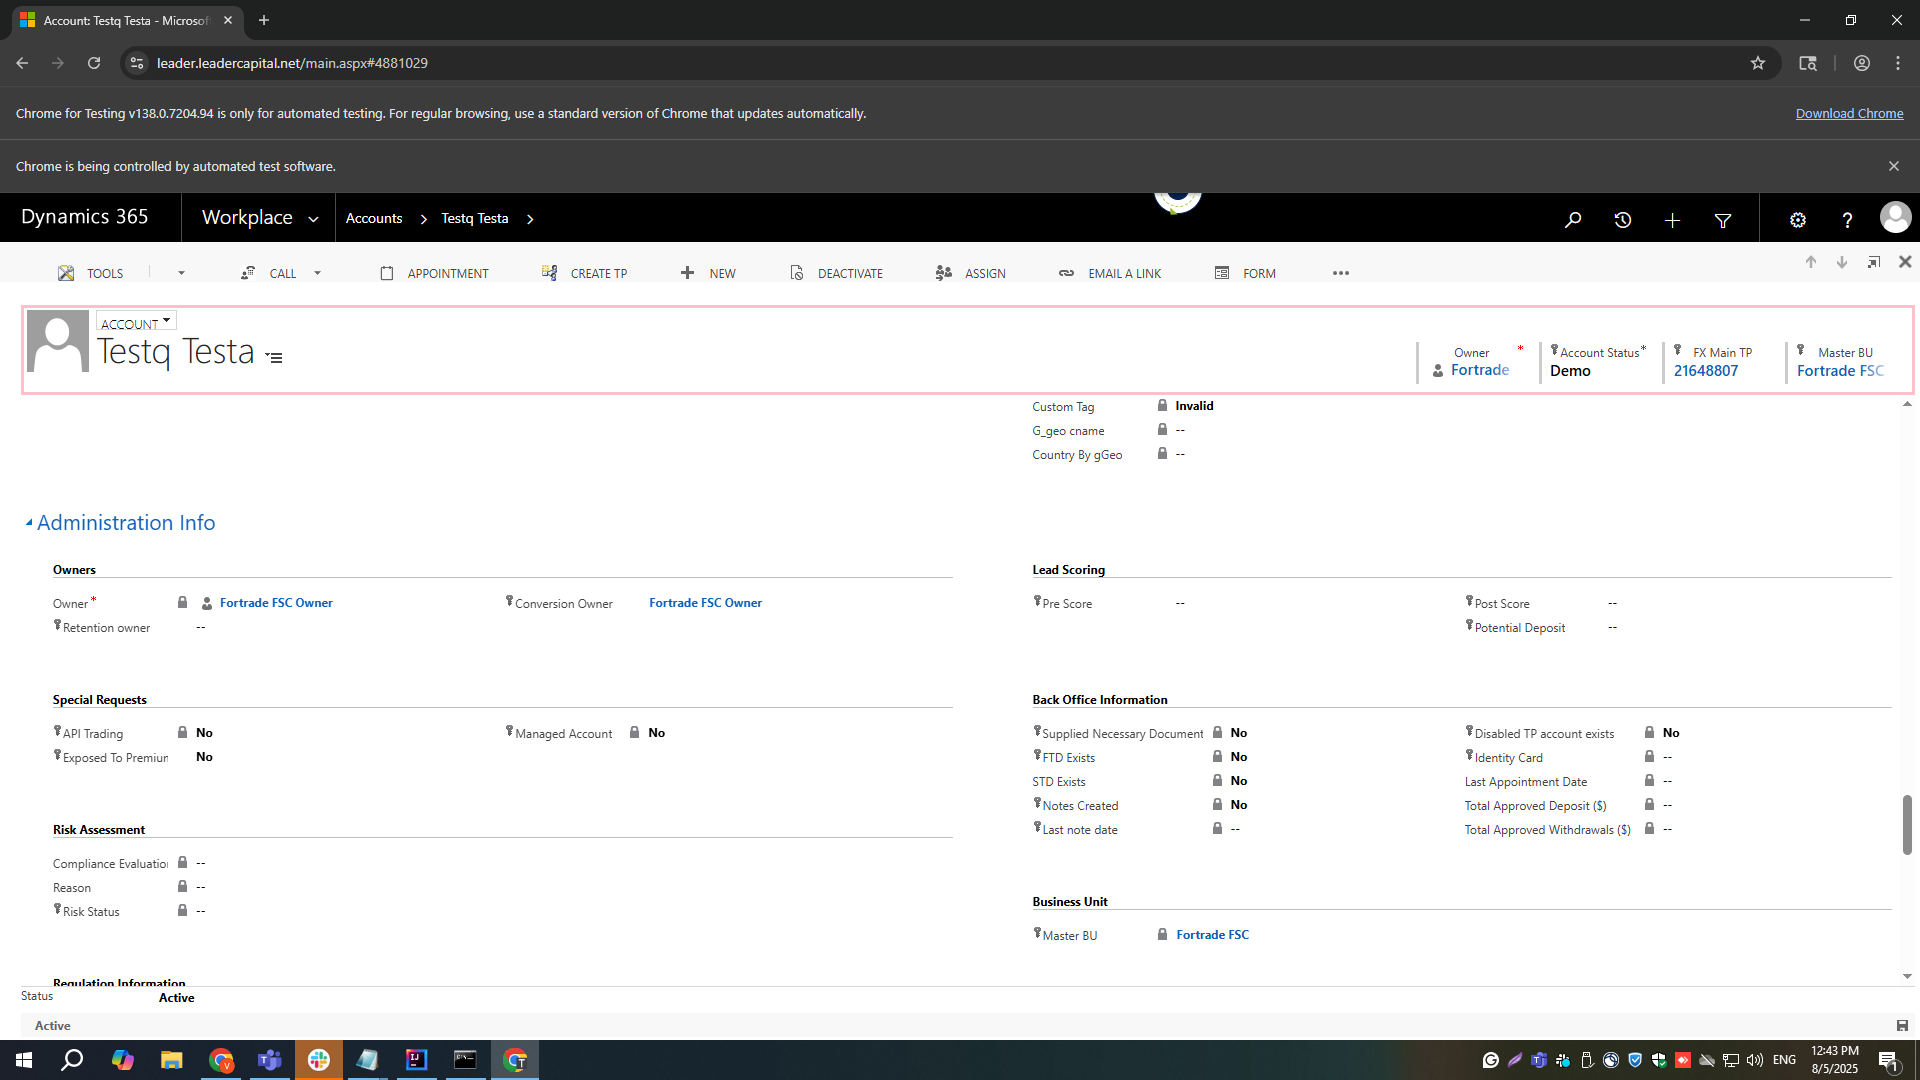 Account: Testq Testa - Microsof
leader.leadercapital.net/main.aspx#4881029
Chrome for Testing v138.0.7204.94 is only for automated testing. For regular browsing, use a standard version of Chrome that updates automatically.
Download Chrome
Chrome is being controlled by automated test software.
Dynamics 365
Workplace
Accounts
Testq Testa
TOOLS
CALL
APPOINTMENT
CREATE TP
NEW
DEACTIVATE
ASSIGN
EMAIL A LINK
FORM
ACCOUNT
Testq Testa
Owner *
Fortrade
Account Status *
Demo
FX Main TP
21648807
Master BU
Fortrade FSC
Custom Tag Invalid
G_geo cname --
Country By gGeo --
Administration Info
Owners
Owner * Fortrade FSC Owner
Conversion Owner Fortrade FSC Owner
Retention owner --
Lead Scoring
Pre Score --
Post Score --
Potential Deposit --
Special Requests
API Trading No
Managed Account No
Exposed To Premium No
Back Office Information
Supplied Necessary Document No
Disabled TP account exists No
FTD Exists No
Identity Card --
STD Exists No
Last Appointment Date --
Notes Created No
Total Approved Deposit ($) --
Last note date --
Total Approved Withdrawals ($) --
Risk Assessment
Compliance Evaluation --
Reason --
Risk Status --
Business Unit
Master BU Fortrade FSC
Regulation Information
Status Active
Active
ENG
12:43 PM
8/5/2025
1